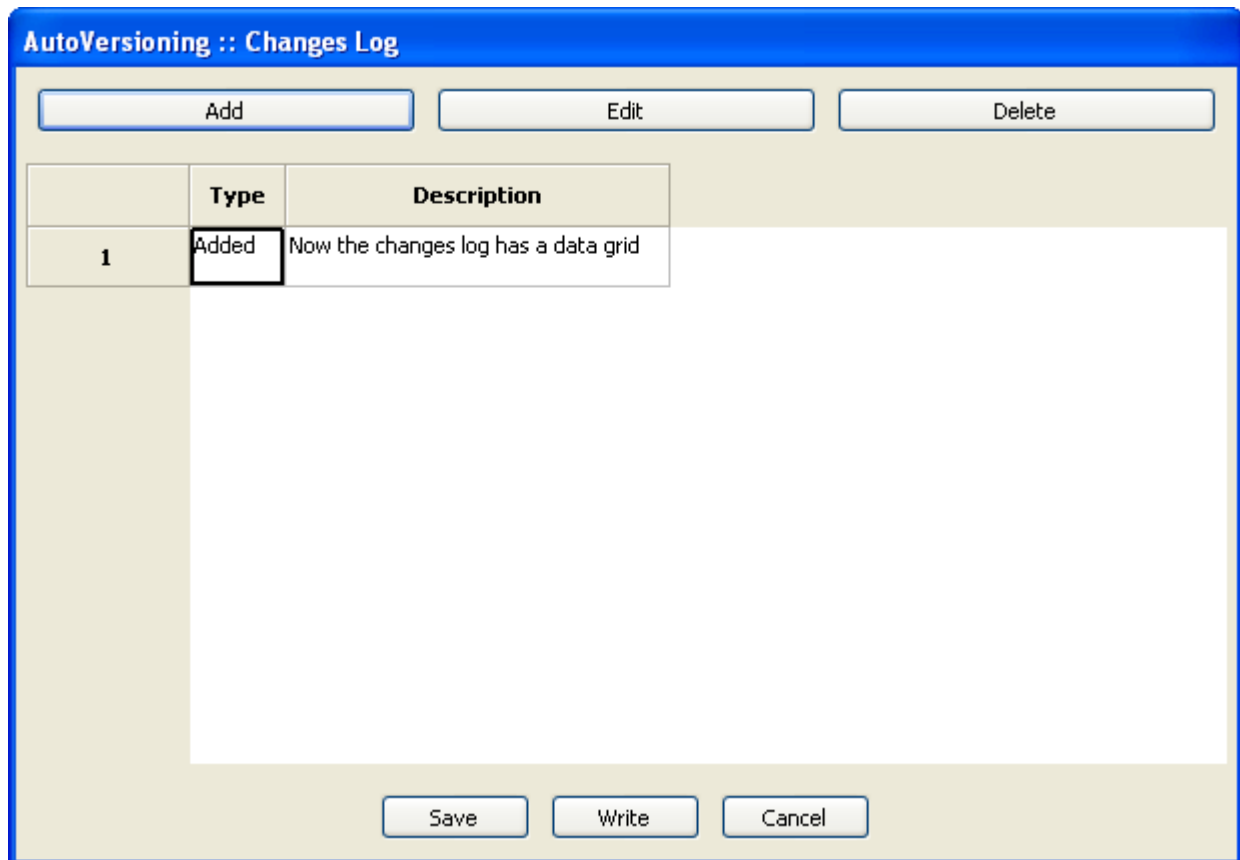 AutoVersioning :: Changes Log
Add Edit Delete
Type Description
1 Added Now the changes log has a data grid
Save Write Cancel